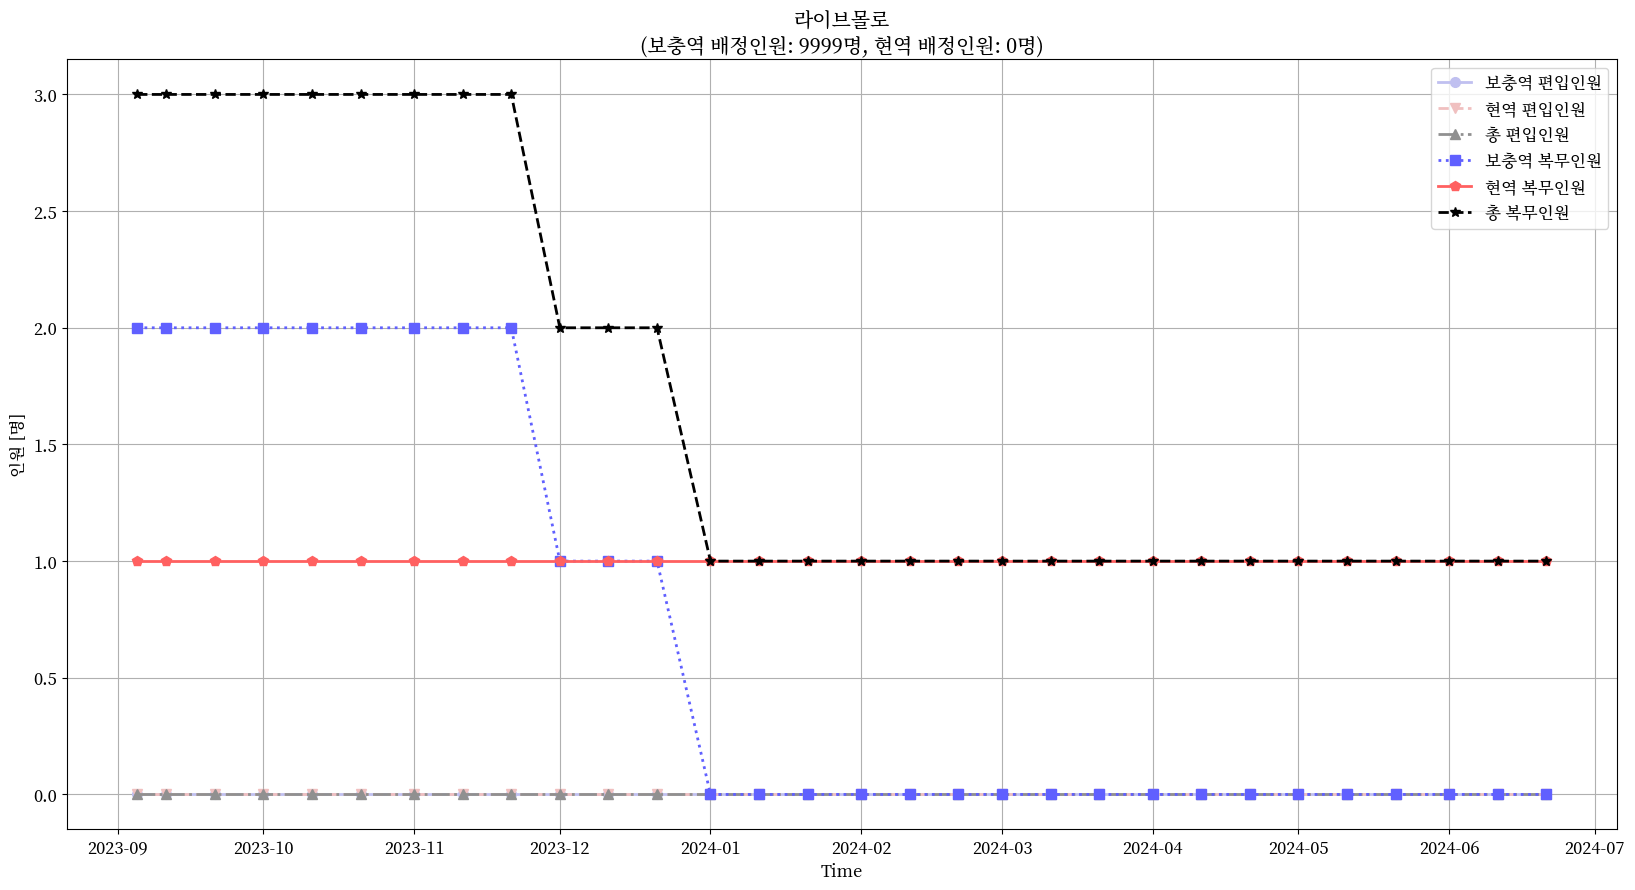 라이브몰로
(보충역 배정인원: 9999명, 현역 배정인원: 0명)
보충역 편입인원
현역 편입인원
총 편입인원
보충역 복무인원
현역 복무인원
총 복무인원
인원 [명]
3.0
2.5
2.0
1.5
1.0
0.5
0.0
2023-09 2023-10 2023-11 2023-12 2024-01 2024-02 2024-03 2024-04 2024-05 2024-06 2024-07
Time